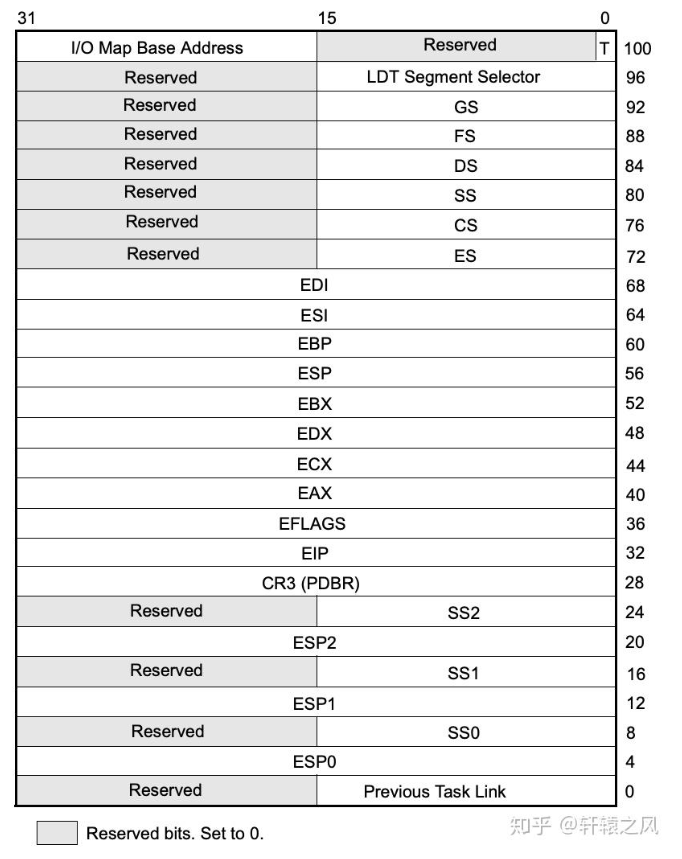 31 15 0
I/O Map Base Address Reserved T 100
Reserved LDT Segment Selector 96
Reserved GS 92
Reserved FS 88
Reserved DS 84
Reserved SS 80
Reserved CS 76
Reserved ES 72
EDI 68
ESI 64
EBP 60
ESP 56
EBX 52
EDX 48
ECX 44
EAX 40
EFLAGS 36
EIP 32
CR3 (PDBR) 28
Reserved SS2 24
ESP2 20
Reserved SS1 16
ESP1 12
Reserved SS0 8
ESP0 4
Reserved Previous Task Link 0
Reserved bits. Set to 0.
知乎 @轩辕之风